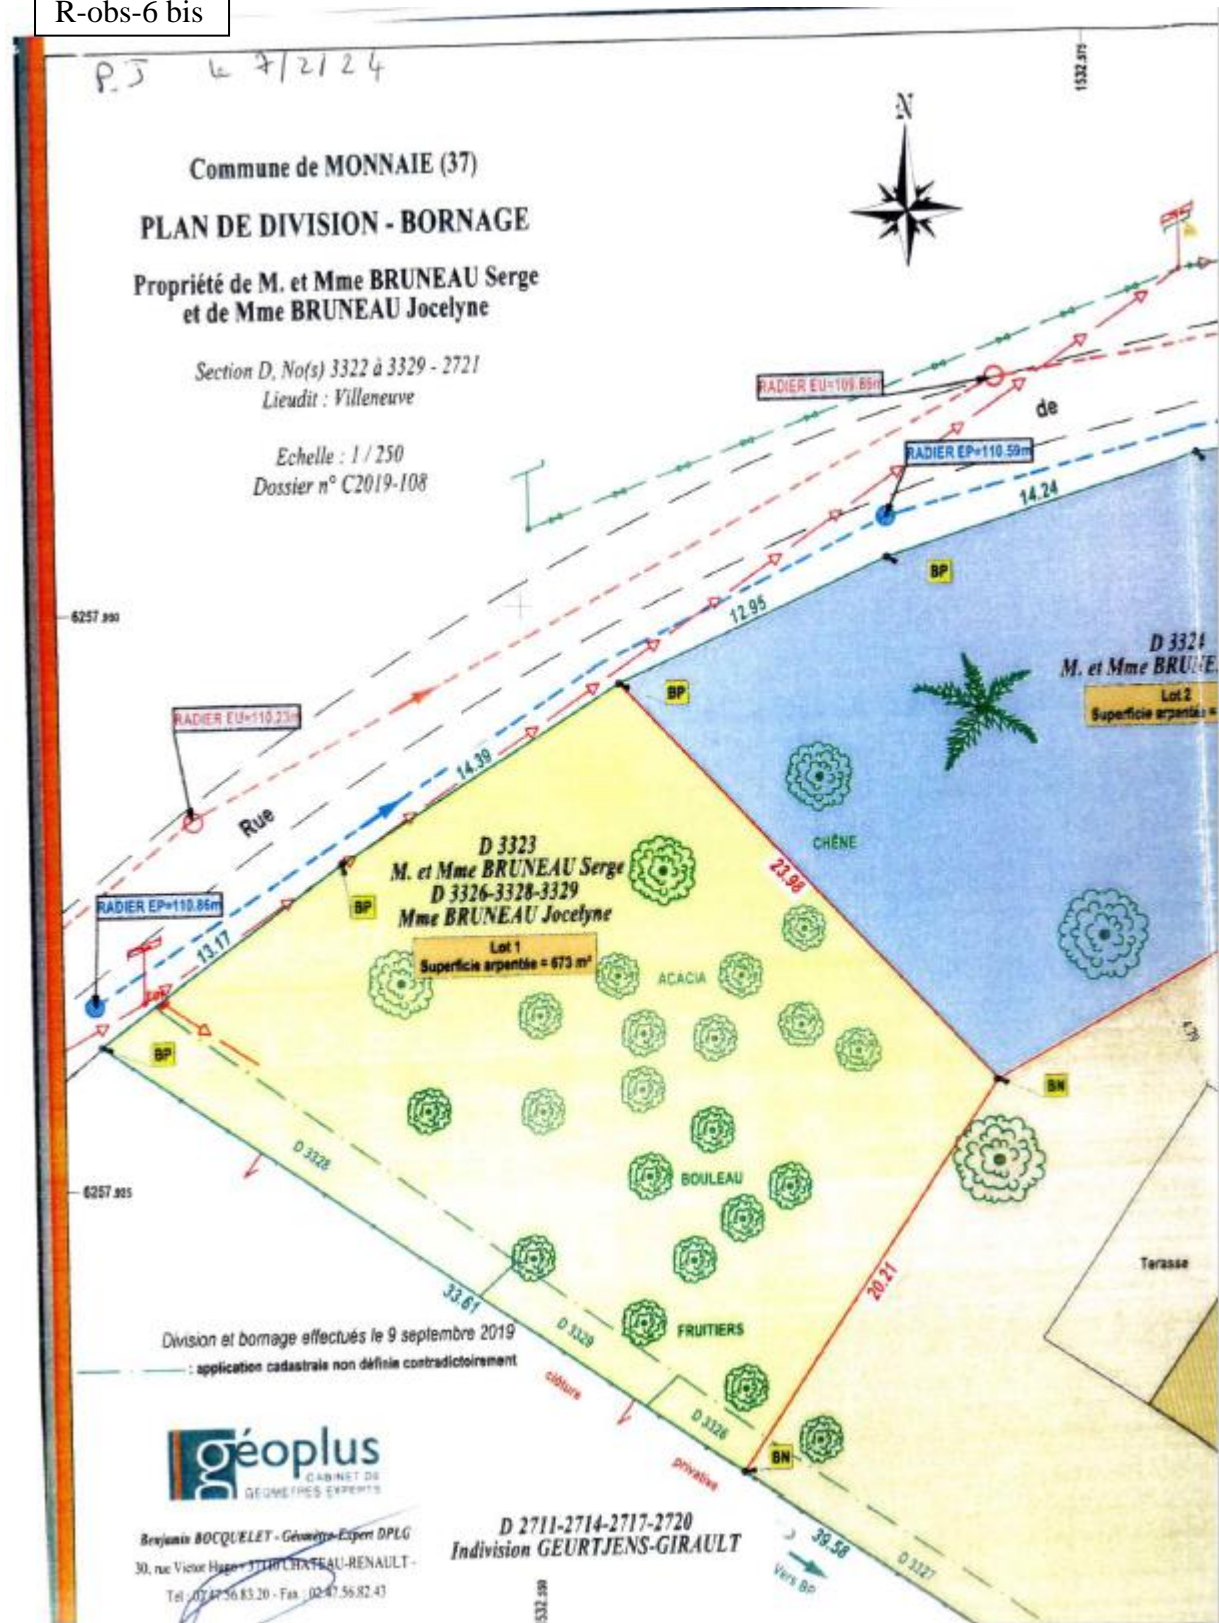 R-obs-6 bis
P.J le 7/2/24
1532.575
N
Commune de MONNAIE (37)
PLAN DE DIVISION - BORNAGE
Propriété de M. et Mme BRUNEAU Serge
et de Mme BRUNEAU Jocelyne
Section D, No(s) 3322 à 3329 - 2721
Lieudit : Villeneuve
Echelle : 1 / 250
Dossier n° C2019-108
RADIER EU=109.86m
de
RADIER EP=110.59m
14.24
BP
12.95
6257.950
D 3324
M. et Mme BRUNE
Lot 2
Superficie arpentée =
BP
RADIER EU=110.23m
14.39
Rue
CHÊNE
D 3323
M. et Mme BRUNEAU Serge
D 3326-3328-3329
Mme BRUNEAU Jocelyne
23.98
BP
RADIER EP=110.86m
13.17
Lot 1
Superficie arpentée = 673 m²
ACACIA
4.79
BP
BN
D 3328
BOULEAU
6257.925
Terasse
20.21
33.61
D 3329
FRUITIERS
Division et bornage effectués le 9 septembre 2019
: application cadastrale non définie contradictoirement
clôture
D 3326
BN
privative
géoplus
CABINET DE
GÉOMÈTRES EXPERTS
Benjamin BOCQUELET - Géomètre-Expert DPLG
30, rue Victor Hugo - 37110 CHATEAU-RENAULT -
Tel : 02.47.56.83.20 - Fax : 02.47.56.82.43
D 2711-2714-2717-2720
Indivision GEURTJENS-GIRAULT
39.58
Vers BP
D 3327
532.550